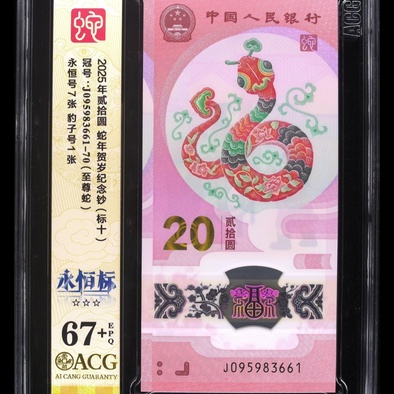 2025年贰拾圆 蛇年贺岁纪念钞(标十)
冠号:J095983661-70(至尊蛇)
永恒号7张 豹子号1张
永恒标
☆☆☆
67+
EPQ
ACG
AI CANG GUARANTY
中国人民银行
20
贰拾圆
J095983661
ACG